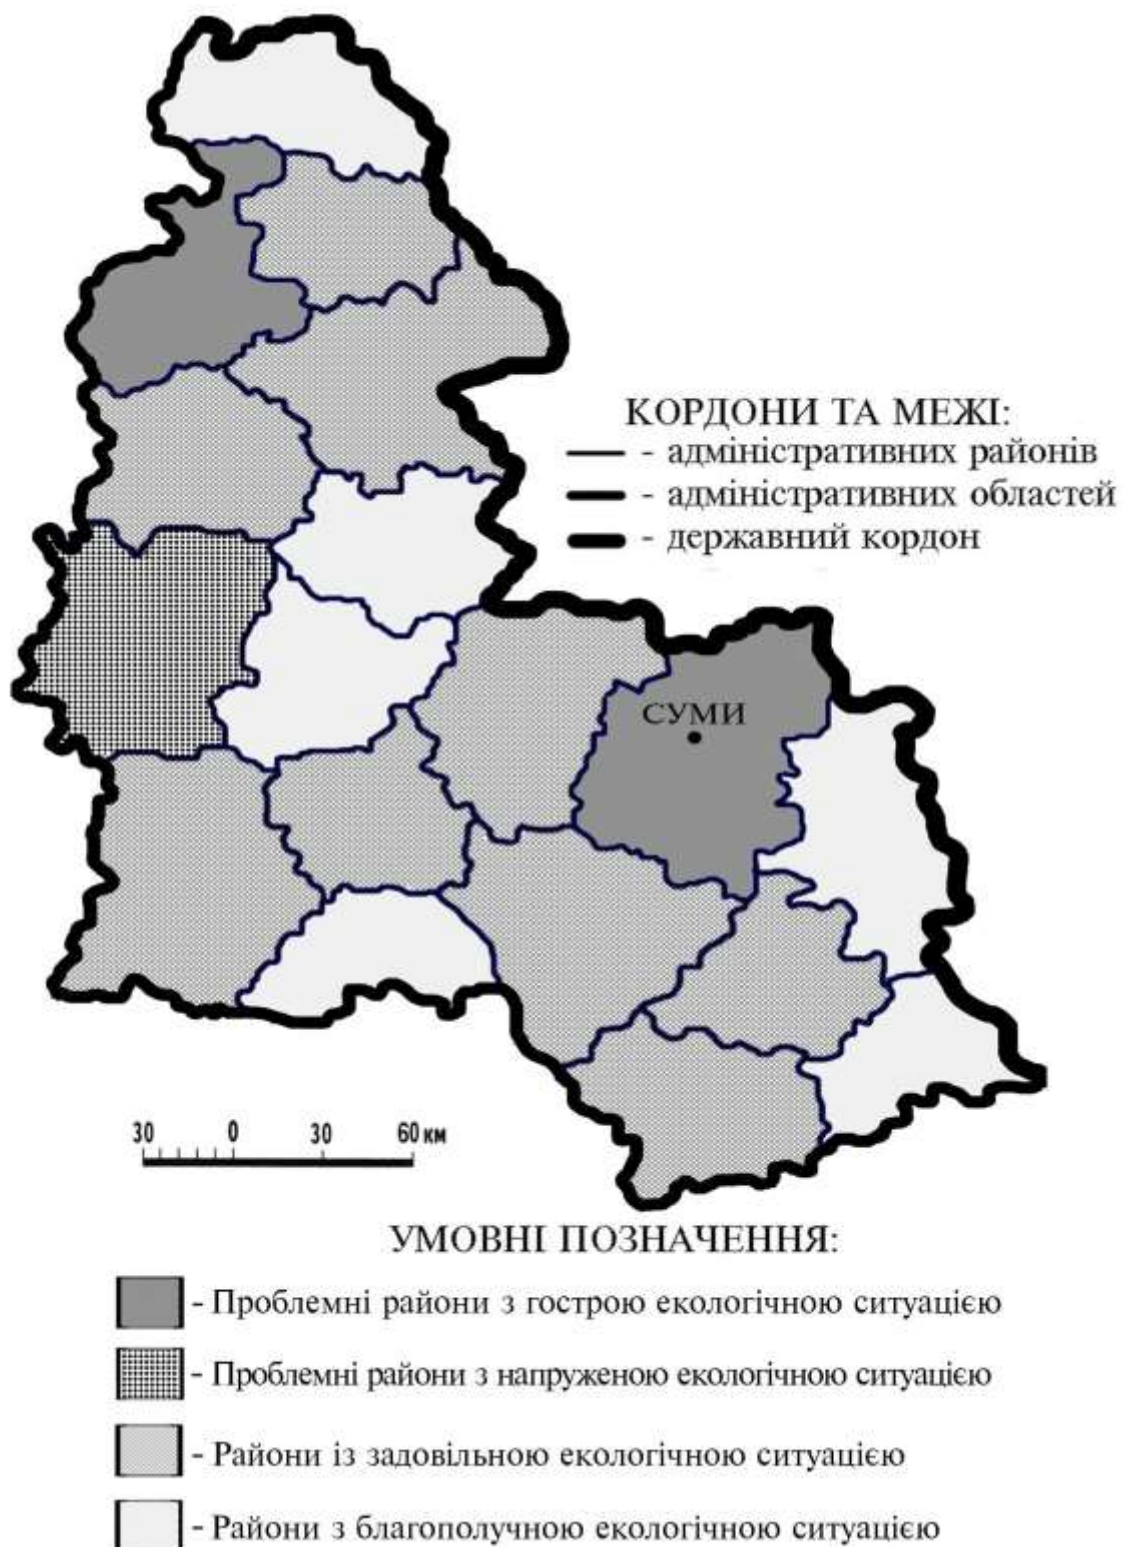 КОРДОНИ ТА МЕЖІ:
- адміністративних районів
- адміністративних областей
- державний кордон
СУМИ
30 0 30 60 км
УМОВНІ ПОЗНАЧЕННЯ:
- Проблемні райони з гострою екологічною ситуацією
- Проблемні райони з напруженою екологічною ситуацією
- Райони із задовільною екологічною ситуацією
- Райони з благополучною екологічною ситуацією